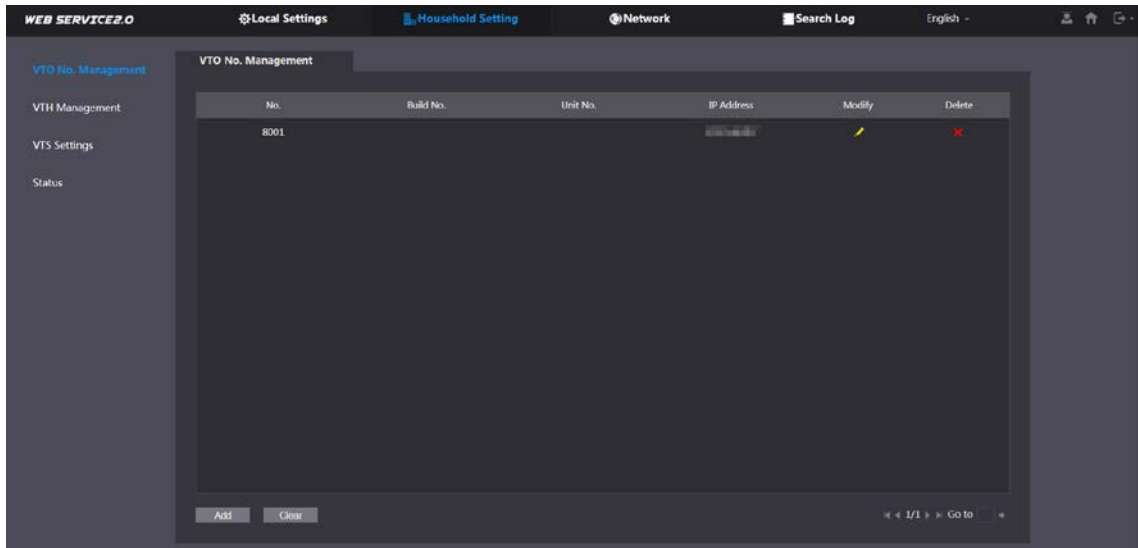 WEB SERVICE2.0 Local Settings Household Setting Network Search Log English
VTO No. Management
VTH Management
VTS Settings
Status
VTO No. Management
No. Build No. Unit No. IP Address Modify Delete
8001
Add Clear 1/1 Go to